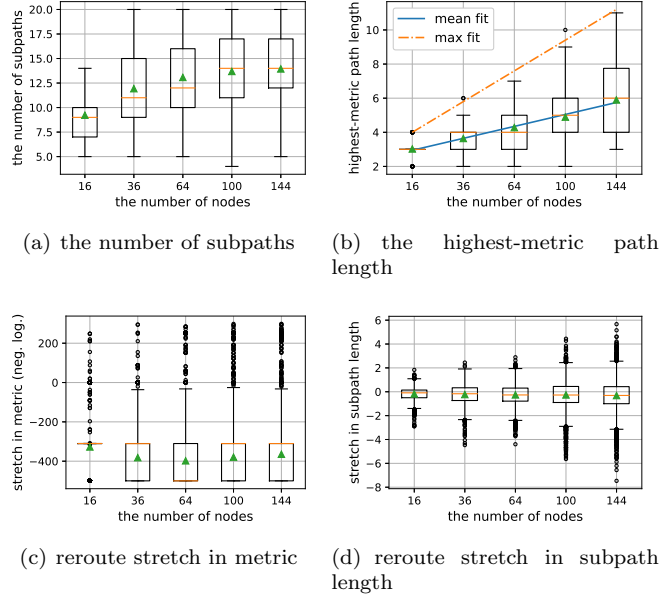 the number of subpaths
20.0
17.5
15.0
12.5
10.0
7.5
5.0
16 36 64 100 144
the number of nodes
(a) the number of subpaths
highest-metric path length
10
8
6
4
2
mean fit
max fit
16 36 64 100 144
the number of nodes
(b) the highest-metric path
length
stretch in metric (neg. log.)
200
0
−200
−400
16 36 64 100 144
the number of nodes
(c) reroute stretch in metric
stretch in subpath length
6
4
2
0
−2
−4
−6
−8
16 36 64 100 144
the number of nodes
(d) reroute stretch in subpath
length